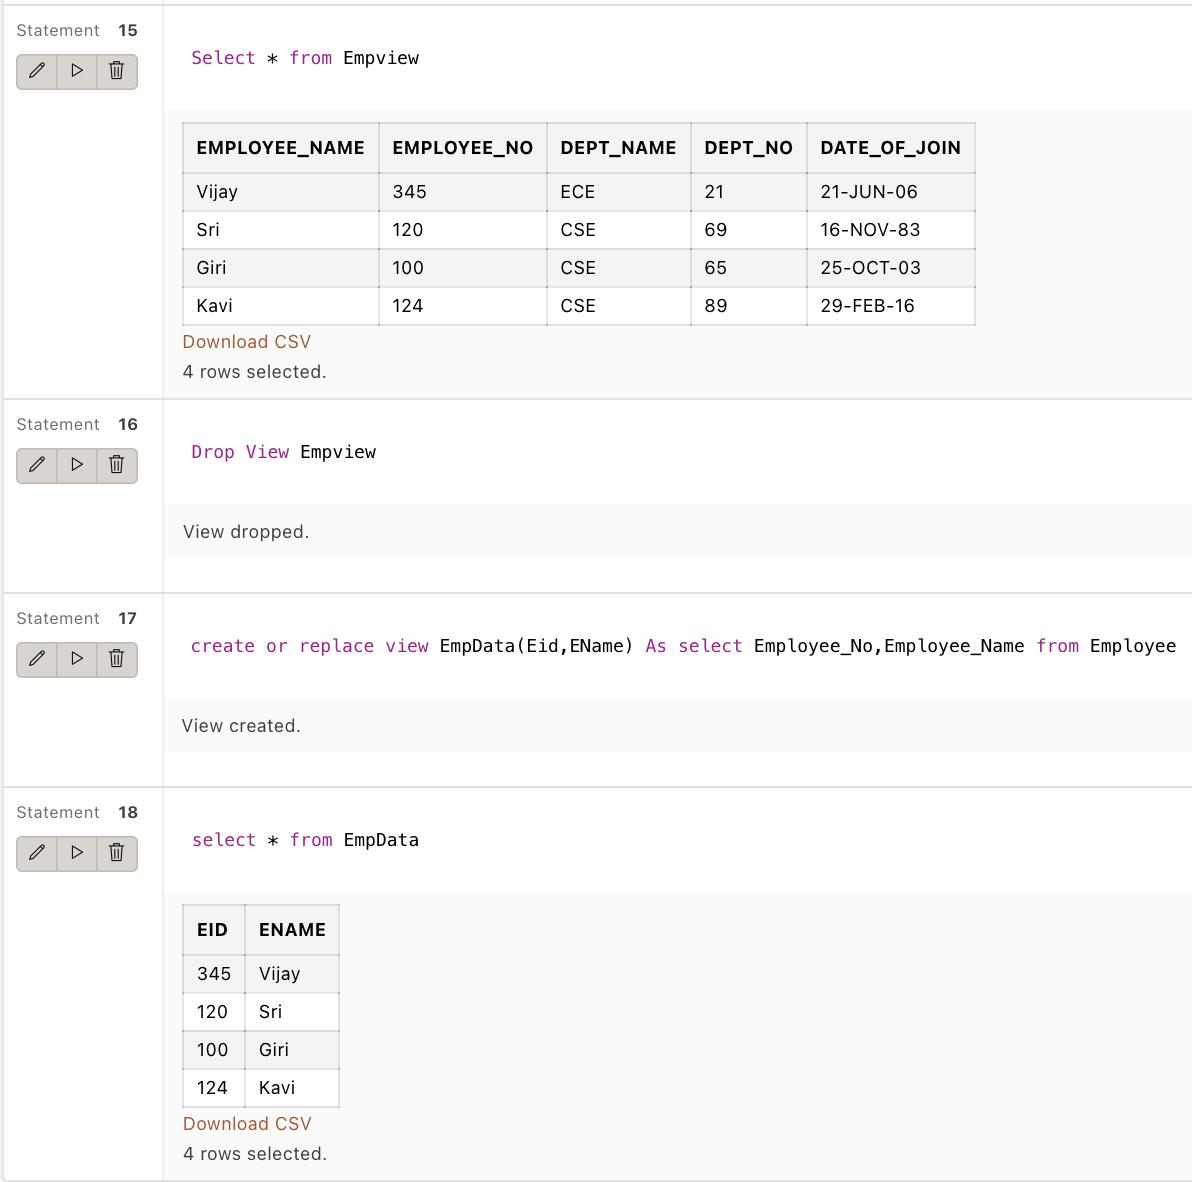 Statement 15
Select * from Empview
EMPLOYEE_NAME EMPLOYEE_NO DEPT_NAME DEPT_NO DATE_OF_JOIN
Vijay 345 ECE 21 21-JUN-06
Sri 120 CSE 69 16-NOV-83
Giri 100 CSE 65 25-OCT-03
Kavi 124 CSE 89 29-FEB-16
Download CSV
4 rows selected.
Statement 16
Drop View Empview
View dropped.
Statement 17
create or replace view EmpData(Eid,EName) As select Employee_No,Employee_Name from Employee
View created.
Statement 18
select * from EmpData
EID ENAME
345 Vijay
120 Sri
100 Giri
124 Kavi
Download CSV
4 rows selected.